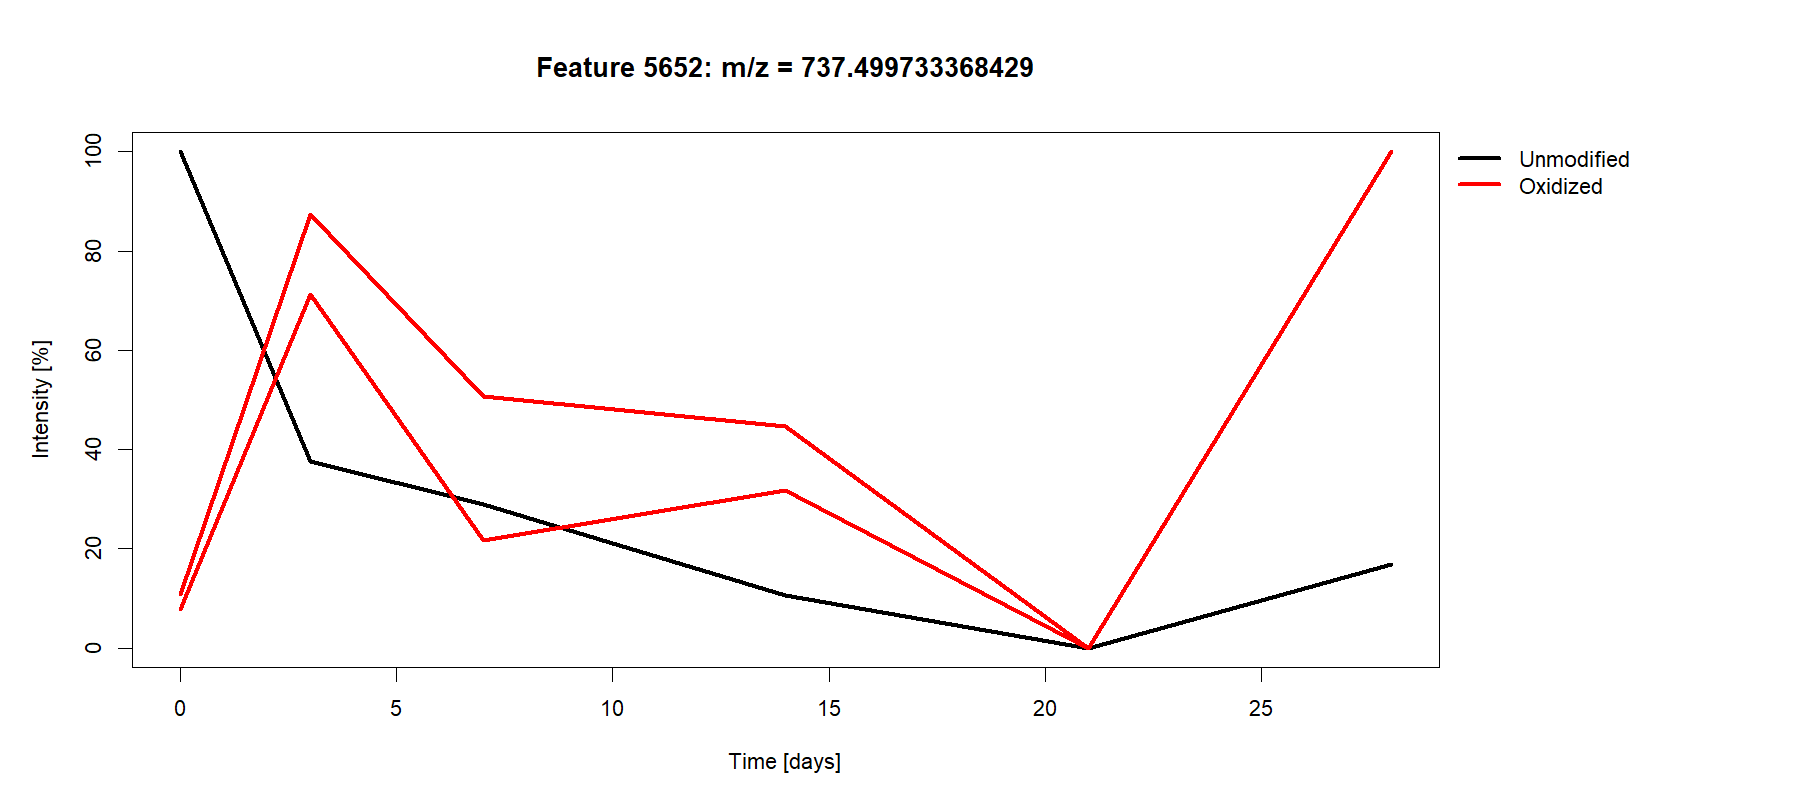 Feature 5652: m/z = 737.499733368429
100
80
60
40
20
0
Intensity [%]
Unmodified
Oxidized
0 5 10 15 20 25
Time [days]